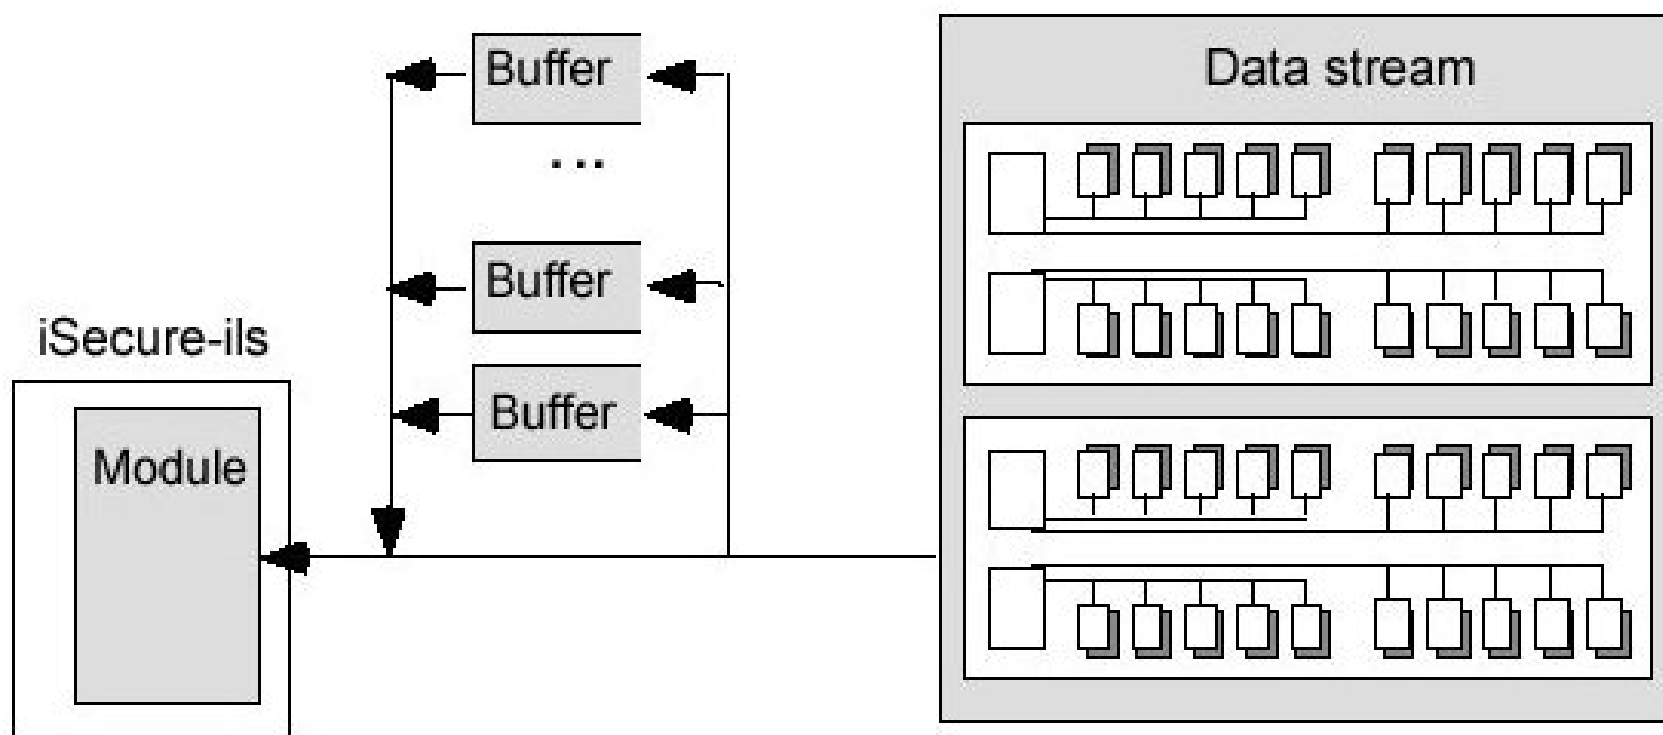 Data stream
Buffer
...
Buffer
Buffer
iSecure-ils
Module